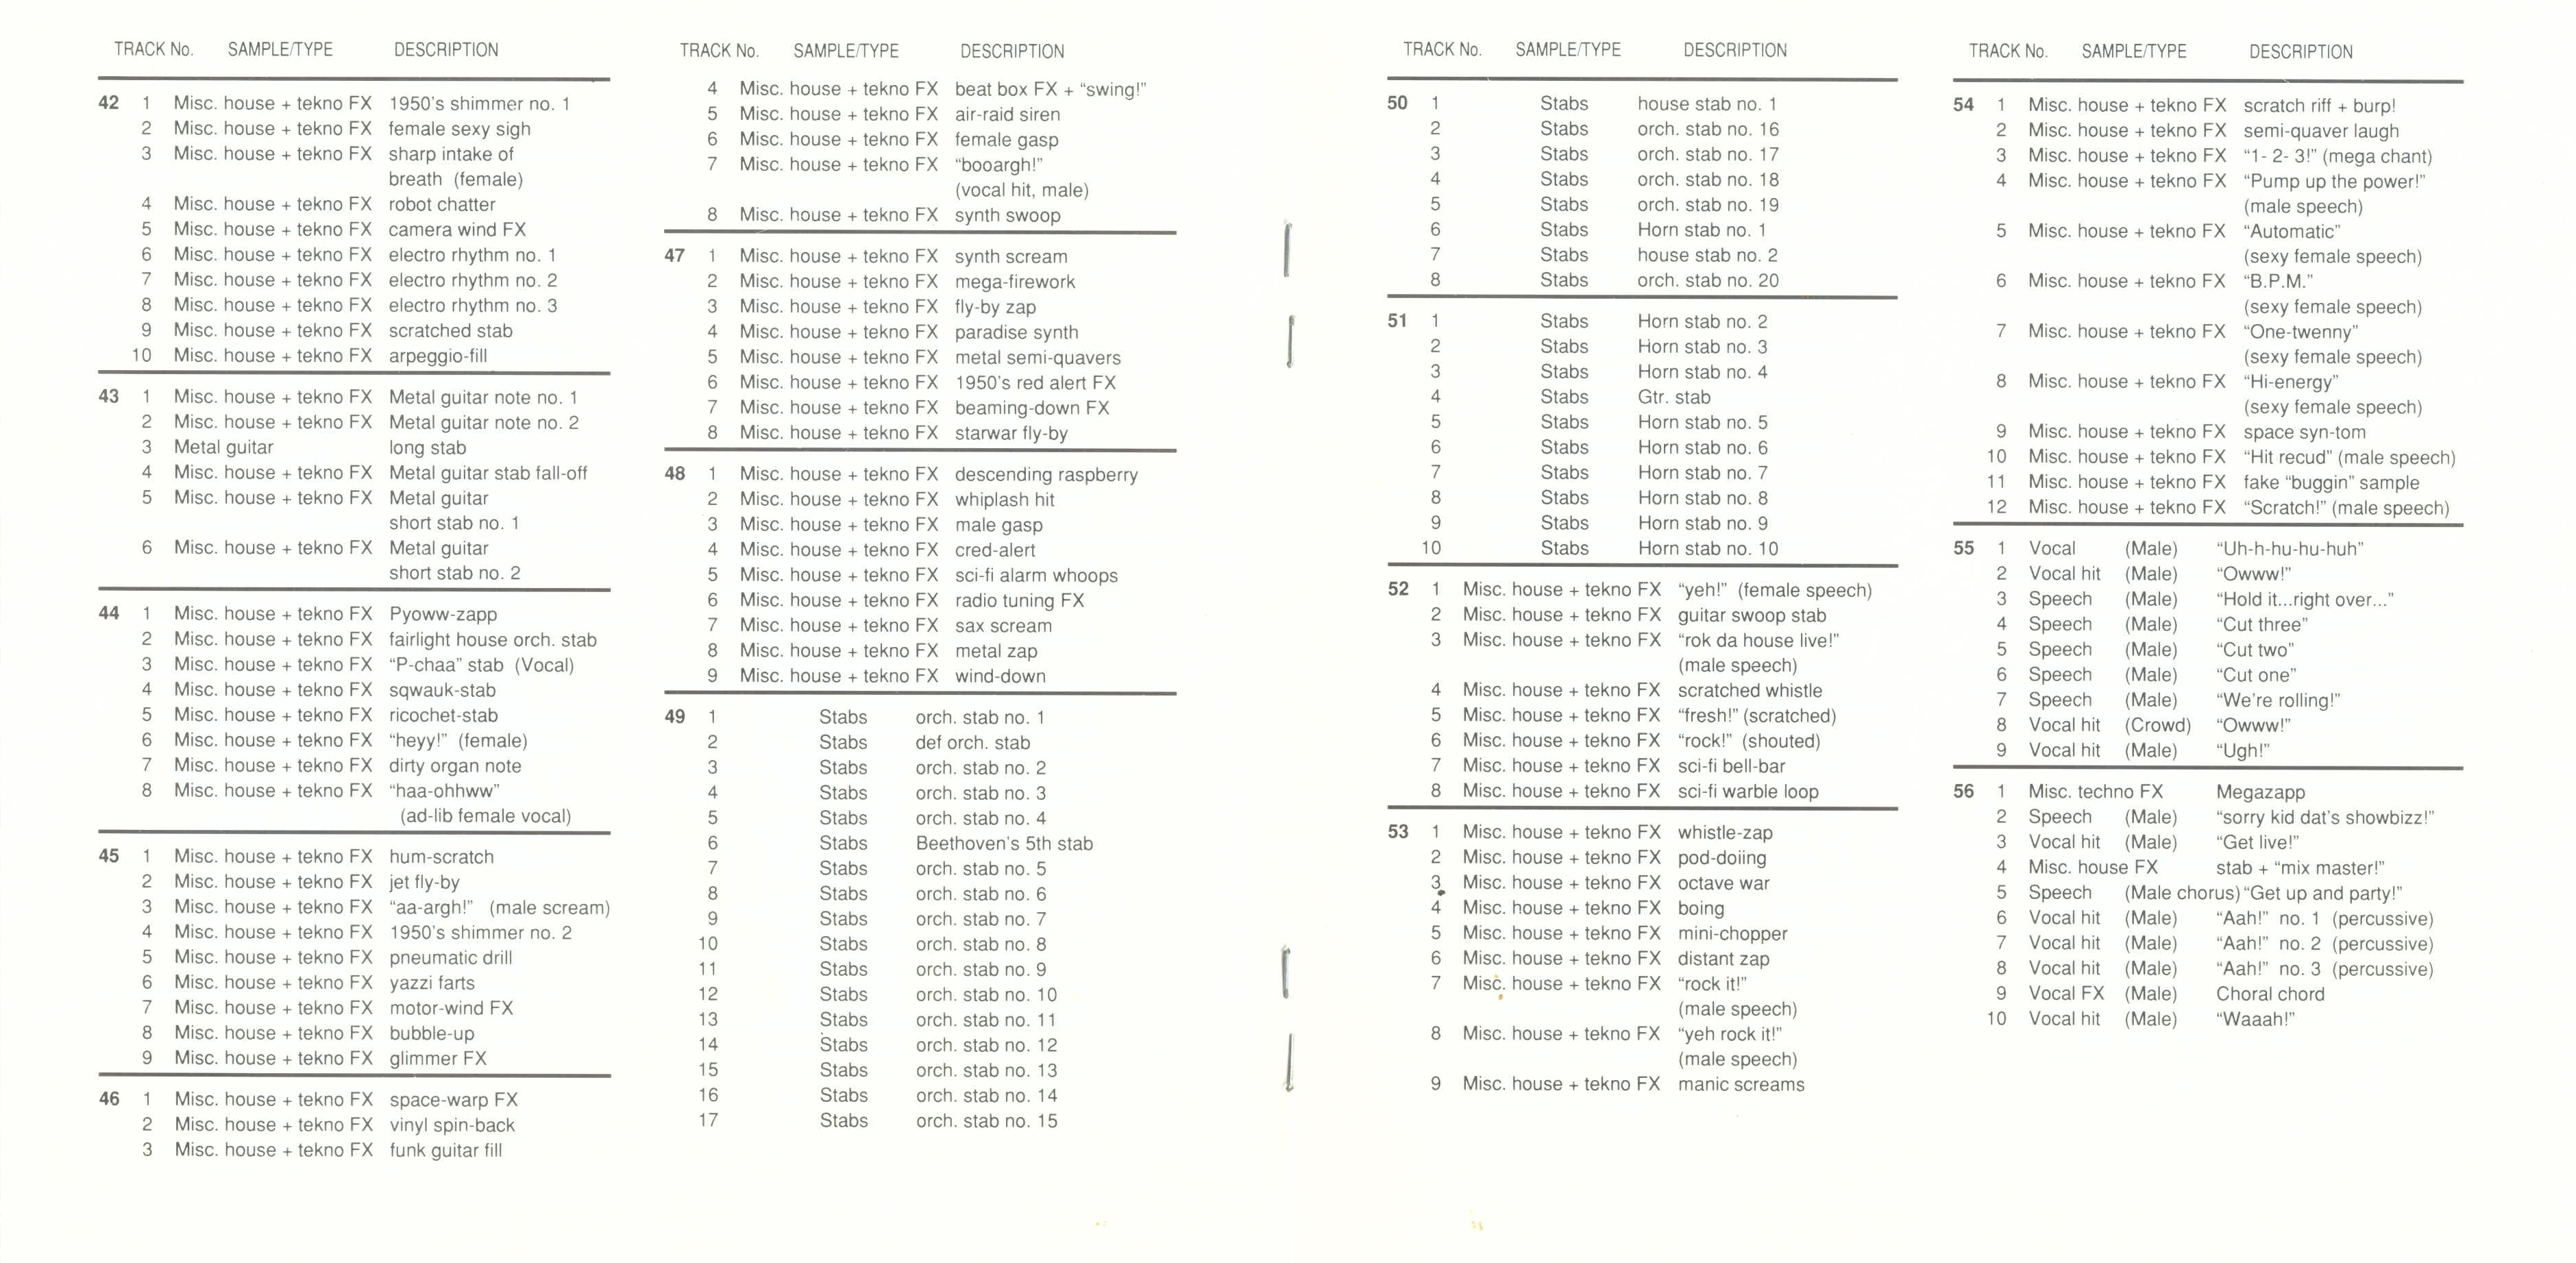 TRACK No. SAMPLE/TYPE DESCRIPTION
42 1 Misc. house + tekno FX 1950's shimmer no. 1
2 Misc. house + tekno FX female sexy sigh
3 Misc. house + tekno FX sharp intake of
breath (female)
4 Misc. house + tekno FX robot chatter
5 Misc. house + tekno FX camera wind FX
6 Misc. house + tekno FX electro rhythm no. 1
7 Misc. house + tekno FX electro rhythm no. 2
8 Misc. house + tekno FX electro rhythm no. 3
9 Misc. house + tekno FX scratched stab
10 Misc. house + tekno FX arpeggio-fill
43 1 Misc. house + tekno FX Metal guitar note no. 1
2 Misc. house + tekno FX Metal guitar note no. 2
3 Metal guitar long stab
4 Misc. house + tekno FX Metal guitar stab fall-off
5 Misc. house + tekno FX Metal guitar
short stab no. 1
6 Misc. house + tekno FX Metal guitar
short stab no. 2
44 1 Misc. house + tekno FX Pyoww-zapp
2 Misc. house + tekno FX fairlight house orch. stab
3 Misc. house + tekno FX “P-chaa” stab (Vocal)
4 Misc. house + tekno FX sqwauk-stab
5 Misc. house + tekno FX ricochet-stab
6 Misc. house + tekno FX “heyy!” (female)
7 Misc. house + tekno FX dirty organ note
8 Misc. house + tekno FX “haa-ohhww”
(ad-lib female vocal)
45 1 Misc. house + tekno FX hum-scratch
2 Misc. house + tekno FX jet fly-by
3 Misc. house + tekno FX “aa-argh!” (male scream)
4 Misc. house + tekno FX 1950's shimmer no. 2
5 Misc. house + tekno FX pneumatic drill
6 Misc. house + tekno FX yazzi farts
7 Misc. house + tekno FX motor-wind FX
8 Misc. house + tekno FX bubble-up
9 Misc. house + tekno FX glimmer FX
46 1 Misc. house + tekno FX space-warp FX
2 Misc. house + tekno FX vinyl spin-back
3 Misc. house + tekno FX funk guitar fill
TRACK No. SAMPLE/TYPE DESCRIPTION
4 Misc. house + tekno FX beat box FX + “swing!”
5 Misc. house + tekno FX air-raid siren
6 Misc. house + tekno FX female gasp
7 Misc. house + tekno FX “booargh!”
(vocal hit, male)
8 Misc. house + tekno FX synth swoop
47 1 Misc. house + tekno FX synth scream
2 Misc. house + tekno FX mega-firework
3 Misc. house + tekno FX fly-by zap
4 Misc. house + tekno FX paradise synth
5 Misc. house + tekno FX metal semi-quavers
6 Misc. house + tekno FX 1950's red alert FX
7 Misc. house + tekno FX beaming-down FX
8 Misc. house + tekno FX starwar fly-by
48 1 Misc. house + tekno FX descending raspberry
2 Misc. house + tekno FX whiplash hit
3 Misc. house + tekno FX male gasp
4 Misc. house + tekno FX cred-alert
5 Misc. house + tekno FX sci-fi alarm whoops
6 Misc. house + tekno FX radio tuning FX
7 Misc. house + tekno FX sax scream
8 Misc. house + tekno FX metal zap
9 Misc. house + tekno FX wind-down
49 1 Stabs orch. stab no. 1
2 Stabs def orch. stab
3 Stabs orch. stab no. 2
4 Stabs orch. stab no. 3
5 Stabs orch. stab no. 4
6 Stabs Beethoven's 5th stab
7 Stabs orch. stab no. 5
8 Stabs orch. stab no. 6
9 Stabs orch. stab no. 7
10 Stabs orch. stab no. 8
11 Stabs orch. stab no. 9
12 Stabs orch. stab no. 10
13 Stabs orch. stab no. 11
14 Stabs orch. stab no. 12
15 Stabs orch. stab no. 13
16 Stabs orch. stab no. 14
17 Stabs orch. stab no. 15
TRACK No. SAMPLE/TYPE DESCRIPTION
50 1 Stabs house stab no. 1
2 Stabs orch. stab no. 16
3 Stabs orch. stab no. 17
4 Stabs orch. stab no. 18
5 Stabs orch. stab no. 19
6 Stabs Horn stab no. 1
7 Stabs house stab no. 2
8 Stabs orch. stab no. 20
51 1 Stabs Horn stab no. 2
2 Stabs Horn stab no. 3
3 Stabs Horn stab no. 4
4 Stabs Gtr. stab
5 Stabs Horn stab no. 5
6 Stabs Horn stab no. 6
7 Stabs Horn stab no. 7
8 Stabs Horn stab no. 8
9 Stabs Horn stab no. 9
10 Stabs Horn stab no. 10
52 1 Misc. house + tekno FX “yeh!” (female speech)
2 Misc. house + tekno FX guitar swoop stab
3 Misc. house + tekno FX “rok da house live!”
(male speech)
4 Misc. house + tekno FX scratched whistle
5 Misc. house + tekno FX “fresh!” (scratched)
6 Misc. house + tekno FX “rock!” (shouted)
7 Misc. house + tekno FX sci-fi bell-bar
8 Misc. house + tekno FX sci-fi warble loop
53 1 Misc. house + tekno FX whistle-zap
2 Misc. house + tekno FX pod-doiing
3 Misc. house + tekno FX octave war
4 Misc. house + tekno FX boing
5 Misc. house + tekno FX mini-chopper
6 Misc. house + tekno FX distant zap
7 Misc. house + tekno FX “rock it!”
(male speech)
8 Misc. house + tekno FX “yeh rock it!”
(male speech)
9 Misc. house + tekno FX manic screams
TRACK No. SAMPLE/TYPE DESCRIPTION
54 1 Misc. house + tekno FX scratch riff + burp!
2 Misc. house + tekno FX semi-quaver laugh
3 Misc. house + tekno FX “1- 2- 3!” (mega chant)
4 Misc. house + tekno FX “Pump up the power!”
(male speech)
5 Misc. house + tekno FX “Automatic”
(sexy female speech)
6 Misc. house + tekno FX “B.P.M.”
(sexy female speech)
7 Misc. house + tekno FX “One-twenny”
(sexy female speech)
8 Misc. house + tekno FX “Hi-energy”
(sexy female speech)
9 Misc. house + tekno FX space syn-tom
10 Misc. house + tekno FX “Hit recud” (male speech)
11 Misc. house + tekno FX fake “buggin” sample
12 Misc. house + tekno FX “Scratch!” (male speech)
55 1 Vocal (Male) “Uh-h-hu-hu-huh”
2 Vocal hit (Male) “Owww!”
3 Speech (Male) “Hold it...right over...”
4 Speech (Male) “Cut three”
5 Speech (Male) “Cut two”
6 Speech (Male) “Cut one”
7 Speech (Male) “We're rolling!”
8 Vocal hit (Crowd) “Owww!”
9 Vocal hit (Male) “Ugh!”
56 1 Misc. techno FX Megazapp
2 Speech (Male) “sorry kid dat's showbizz!”
3 Vocal hit (Male) “Get live!”
4 Misc. house FX stab + “mix master!”
5 Speech (Male chorus) “Get up and party!”
6 Vocal hit (Male) “Aah!” no. 1 (percussive)
7 Vocal hit (Male) “Aah!” no. 2 (percussive)
8 Vocal hit (Male) “Aah!” no. 3 (percussive)
9 Vocal FX (Male) Choral chord
10 Vocal hit (Male) “Waaah!”